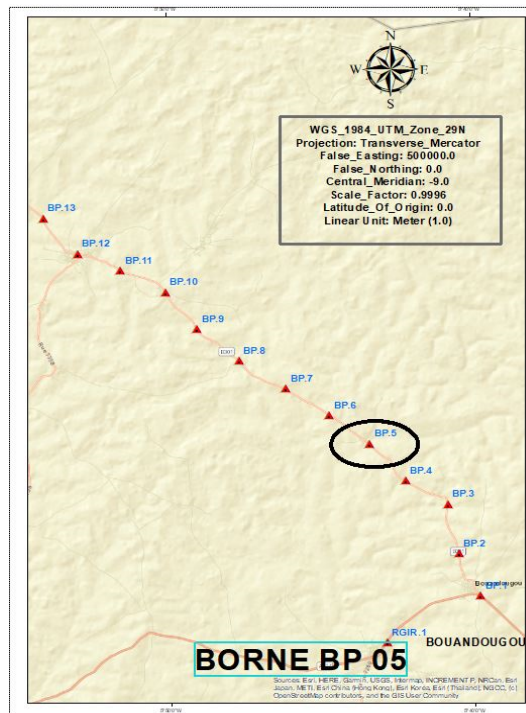 N
W E
S
WGS_1984_UTM_Zone_29N
Projection: Transverse_Mercator
False_Easting: 500000.0
False_Northing: 0.0
Central_Meridian: -9.0
Scale_Factor: 0.9996
Latitude_Of_Origin: 0.0
Linear Unit: Meter (1.0)
BP.13
BP.12
BP.11
BP.10
BP.9
BP.8
BP.7
BP.6
BP.5
BP.4
BP.3
BP.2
Bouandougou
BP.1
RGIR.1
BOUANDOUGOU
BORNE BP 05
Sources: Esri, HERE, Garmin, USGS, Intermap, INCREMENT P, NRCan, Esri
Japan, METI, Esri China (Hong Kong), Esri Korea, Esri (Thailand), NGCC, (c)
OpenStreetMap contributors, and the GIS User Community